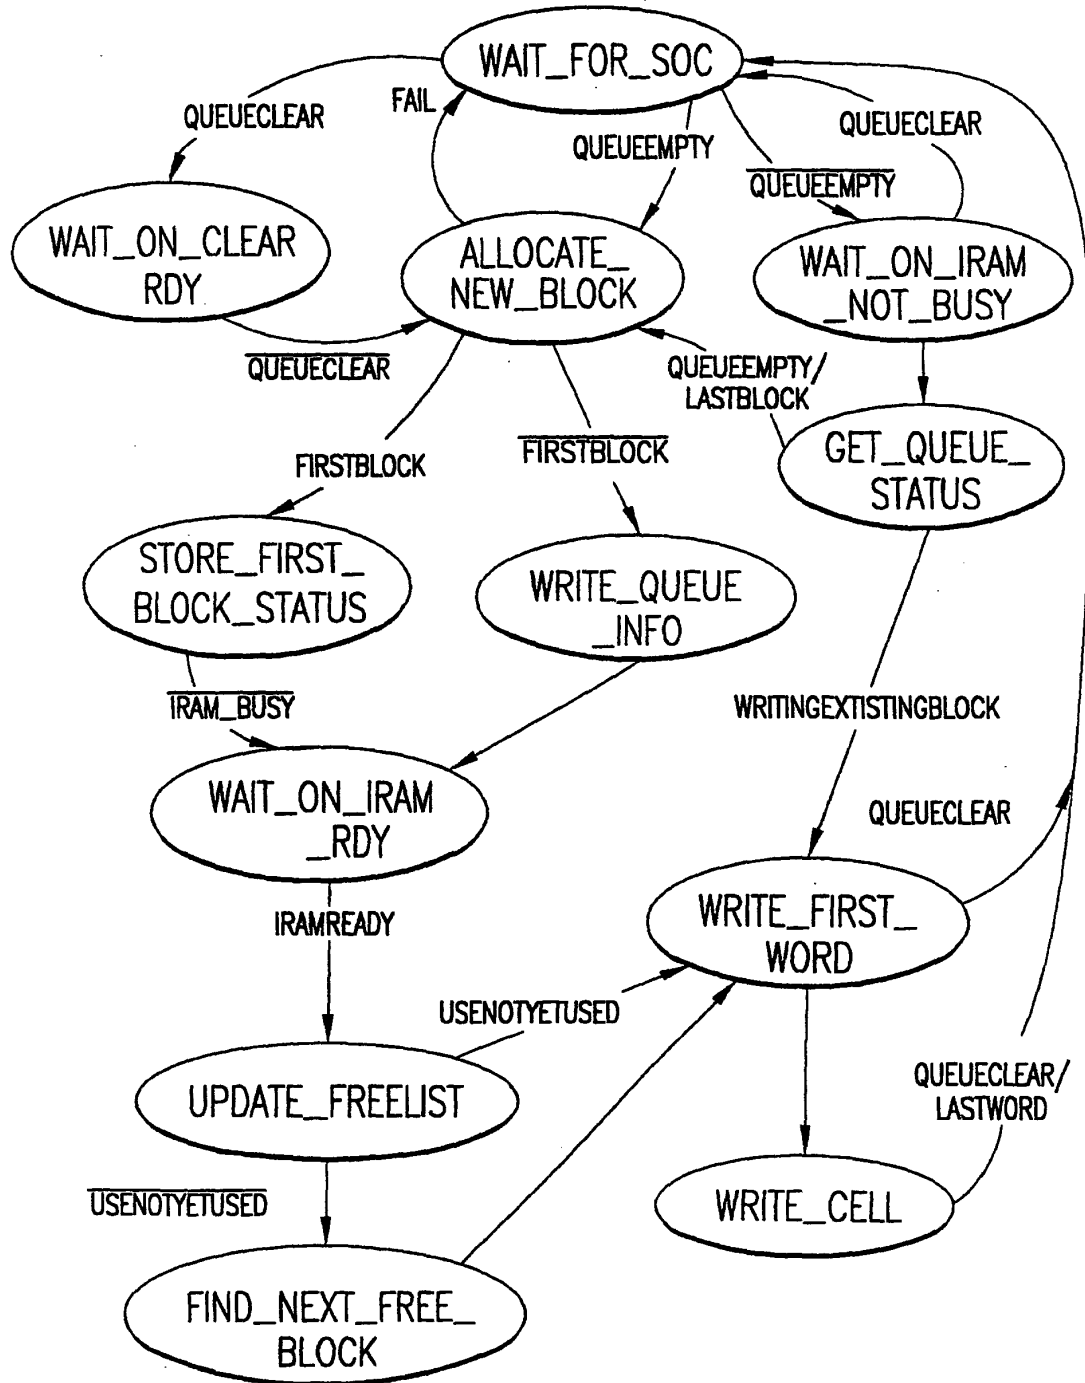 WAIT_FOR_SOC
FAIL
QUEUECLEAR
QUEUEEMPTY
QUEUECLEAR
QUEUEEMPTY
WAIT_ON_CLEAR
RDY
ALLOCATE_
NEW_BLOCK
WAIT_ON_IRAM
_NOT_BUSY
QUEUECLEAR
QUEUEEMPTY/
LASTBLOCK
GET_QUEUE_
STATUS
FIRSTBLOCK
FIRSTBLOCK
STORE_FIRST_
BLOCK_STATUS
WRITE_QUEUE
_INFO
IRAM_BUSY
WRITINGEXTISTINGBLOCK
WAIT_ON_IRAM
_RDY
QUEUECLEAR
IRAMREADY
WRITE_FIRST_
WORD
USENOTYETUSED
UPDATE_FREELIST
QUEUECLEAR/
LASTWORD
USENOTYETUSED
WRITE_CELL
FIND_NEXT_FREE_
BLOCK